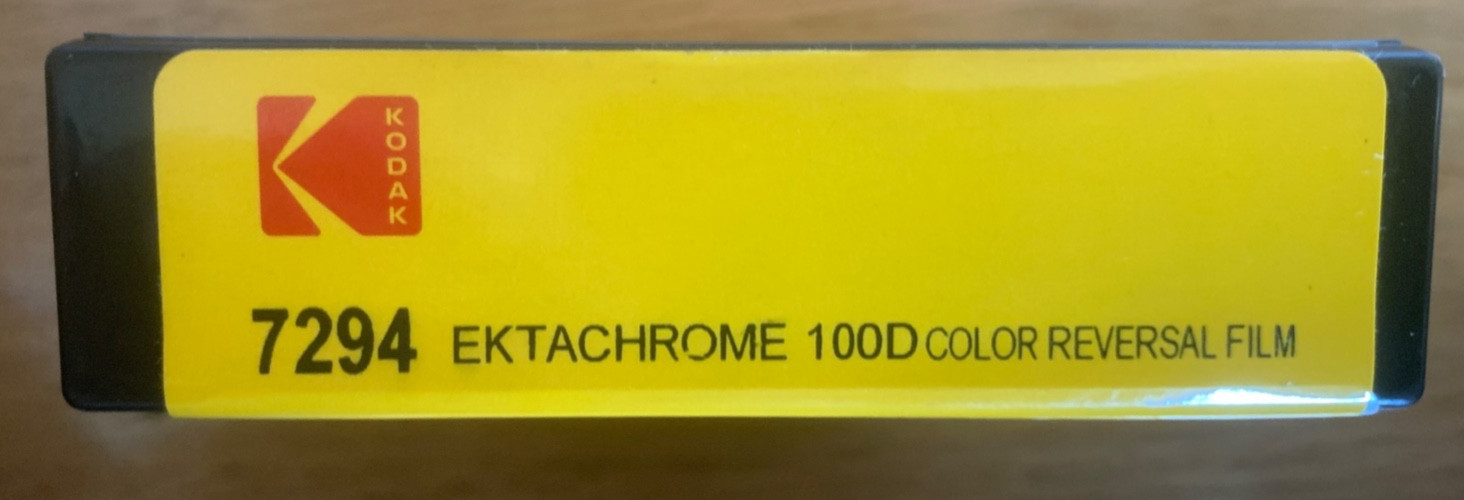 KODAK
7294 EKTACHROME 100D COLOR REVERSAL FILM